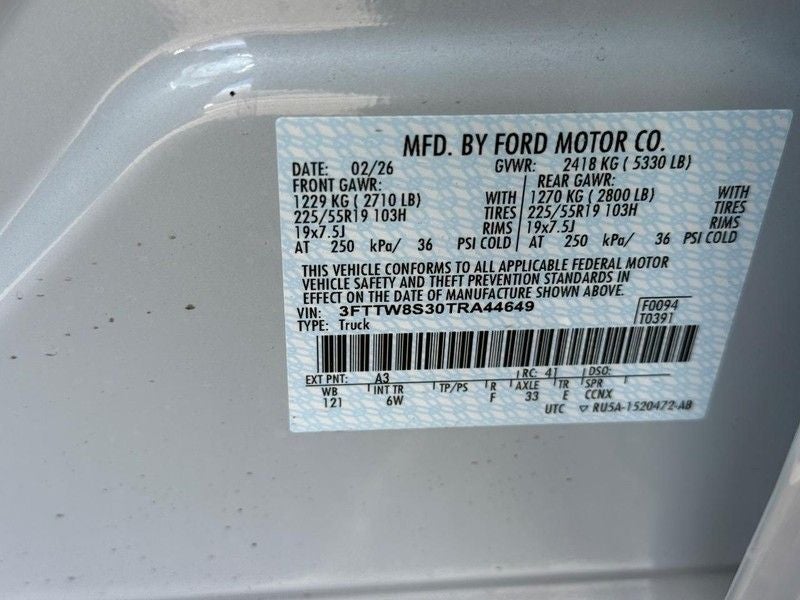 MFD. BY FORD MOTOR CO.
DATE: 02/26 GVWR: 2418 KG ( 5330 LB)
FRONT GAWR: REAR GAWR:
1229 KG ( 2710 LB) WITH 1270 KG ( 2800 LB) WITH
225/55R19 103H TIRES 225/55R19 103H TIRES
19x7.5J RIMS 19x7.5J RIMS
AT 250 kPa/ 36 PSI COLD AT 250 kPa/ 36 PSI COLD
THIS VEHICLE CONFORMS TO ALL APPLICABLE FEDERAL MOTOR
VEHICLE SAFETY AND THEFT PREVENTION STANDARDS IN
EFFECT ON THE DATE OF MANUFACTURE SHOWN ABOVE.
VIN: 3FTTW8S30TRA44649 F0094
TYPE: Truck T0391
EXT PNT: A3 RC: 41 DSO:
WB INT TR TP/PS R AXLE TR SPR
121 6W F 33 E CCNX
UTC ▽ RU5A-1520472-AB